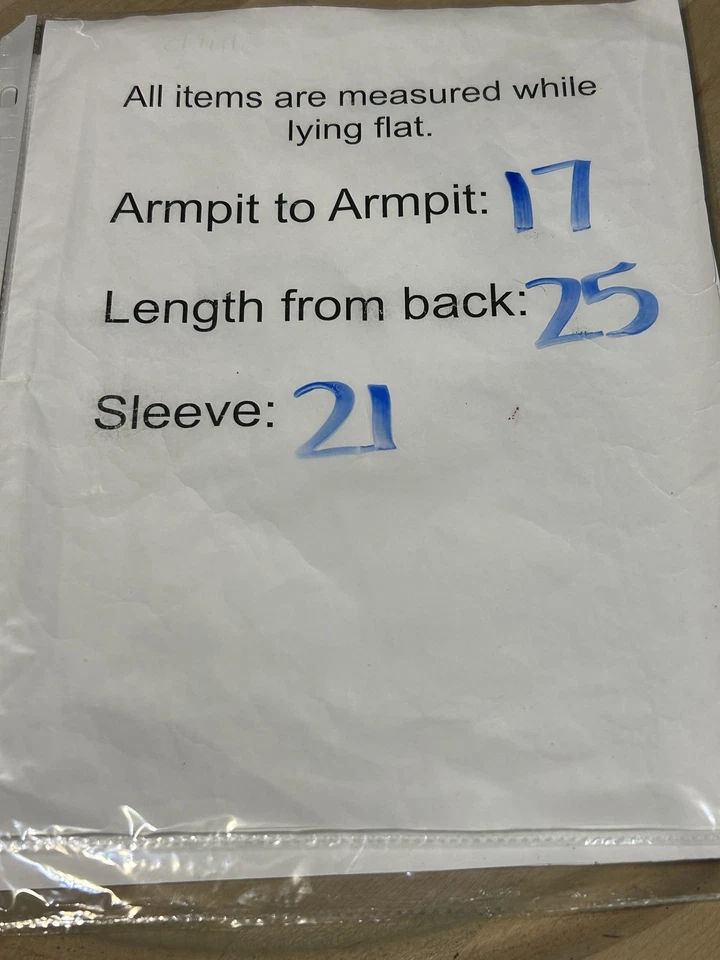 All items are measured while
lying flat.
Armpit to Armpit: 17
Length from back: 25
Sleeve: 21